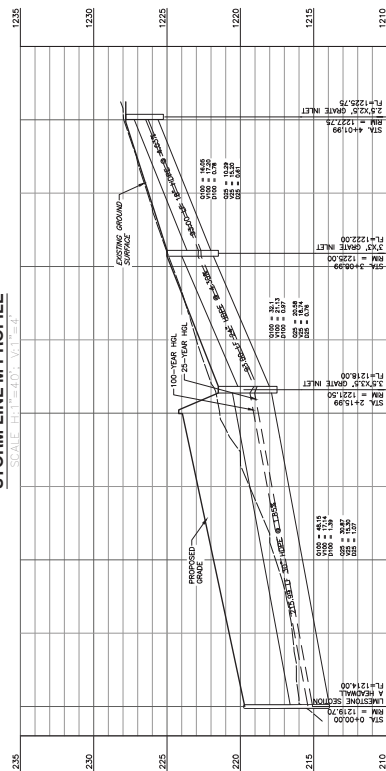 STORM LINE M PROFILE
SCALE H:1"=40'; V:1"=4'
1235
1230
1225
1220
1215
1210
235
230
225
220
215
210
EXISTING GROUND
SURFACE
100-YEAR HGL
25-YEAR HGL
PROPOSED
GRADE
Q100 = 16.05
V100 = 17.20
D100 = 0.78
Q25 = 10.29
V25 = 15.20
D25 = 0.61
Q100 = 32.1
V100 = 21.13
D100 = 0.97
Q25 = 20.58
V25 = 18.74
D25 = 0.76
Q100 = 48.15
V100 = 17.14
D100 = 1.39
Q25 = 30.87
V25 = 15.30
D25 = 1.07
STA. 0+00.00
RIM = 1219.70
LIMESTONE SECTION
A HEADWALL
FL=1214.00
STA. 2+15.99
RIM = 1221.50
3.5'X3.5' GRATE INLET
FL=1218.00
STA. 3+08.99
RIM = 1225.00
3'X3' GRATE INLET
FL=1222.00
STA. 4+01.99
RIM = 1227.75
2.5'X2.5' GRATE INLET
FL=1225.75